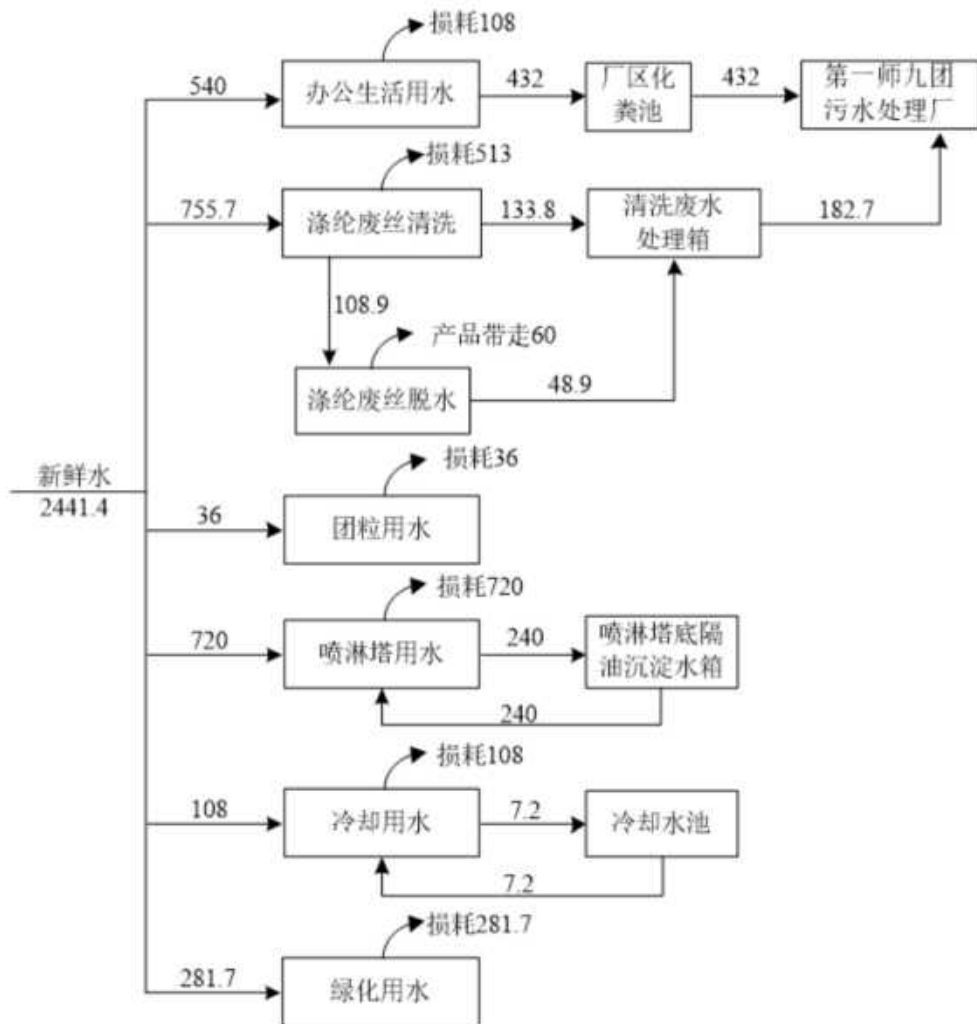 损耗108
540
办公生活用水
432
厂区化
粪池
432
第一师九团
污水处理厂
损耗513
755.7
涤纶废丝清洗
133.8
清洗废水
处理箱
182.7
108.9
产品带走60
涤纶废丝脱水
48.9
新鲜水
2441.4
损耗36
36
团粒用水
损耗720
720
喷淋塔用水
240
喷淋塔底隔
油沉淀水箱
240
损耗108
108
冷却用水
7.2
冷却水池
7.2
损耗281.7
281.7
绿化用水